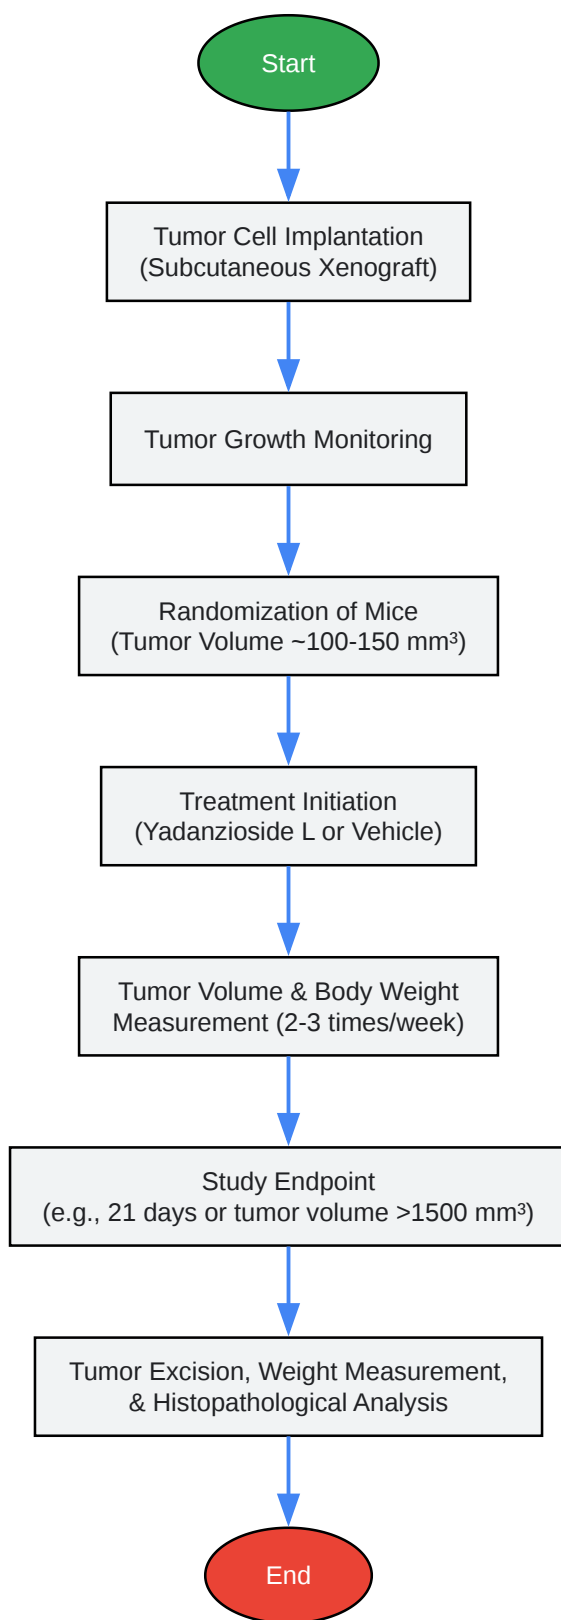 Start
Tumor Cell Implantation
(Subcutaneous Xenograft)
Tumor Growth Monitoring
Randomization of Mice
(Tumor Volume ~100-150 mm³)
Treatment Initiation
(Yadanzioside L or Vehicle)
Tumor Volume & Body Weight
Measurement (2-3 times/week)
Study Endpoint
(e.g., 21 days or tumor volume >1500 mm³)
Tumor Excision, Weight Measurement,
& Histopathological Analysis
End